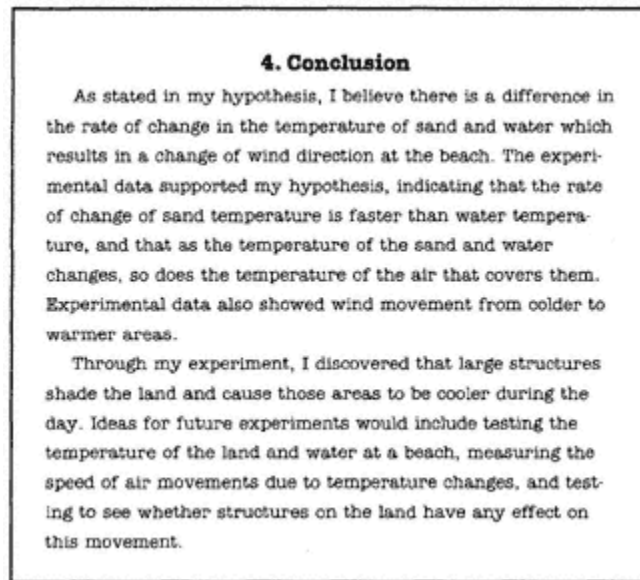 4. Conclusion
As stated in my hypothesis, I believe there is a difference in
the rate of change in the temperature of sand and water which
results in a change of wind direction at the beach. The experi-
mental data supported my hypothesis, indicating that the rate
of change of sand temperature is faster than water tempera-
ture, and that as the temperature of the sand and water
changes, so does the temperature of the air that covers them.
Experimental data also showed wind movement from colder to
warmer areas.
Through my experiment, I discovered that large structures
shade the land and cause those areas to be cooler during the
day. Ideas for future experiments would include testing the
temperature of the land and water at a beach, measuring the
speed of air movements due to temperature changes, and test-
ing to see whether structures on the land have any effect on
this movement.